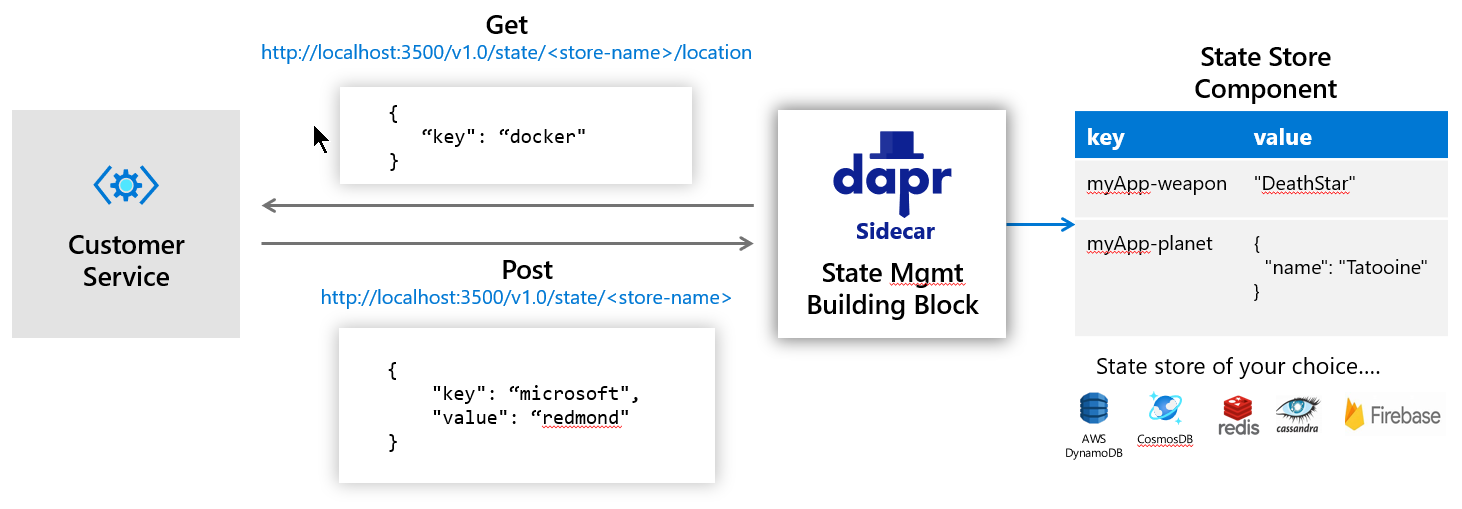 Get
http://localhost:3500/v1.0/state/<store-name>/location
{
“key": “docker"
}
Customer
Service
Post
http://localhost:3500/v1.0/state/<store-name>
{
"key": “microsoft",
"value": “redmond"
}
dapr
Sidecar
State Mgmt
Building Block
State Store
Component
key value
myApp-weapon "DeathStar"
myApp-planet {
"name": "Tatooine"
}
State store of your choice....
AWS
DynamoDB
CosmosDB
redis
cassandra
Firebase